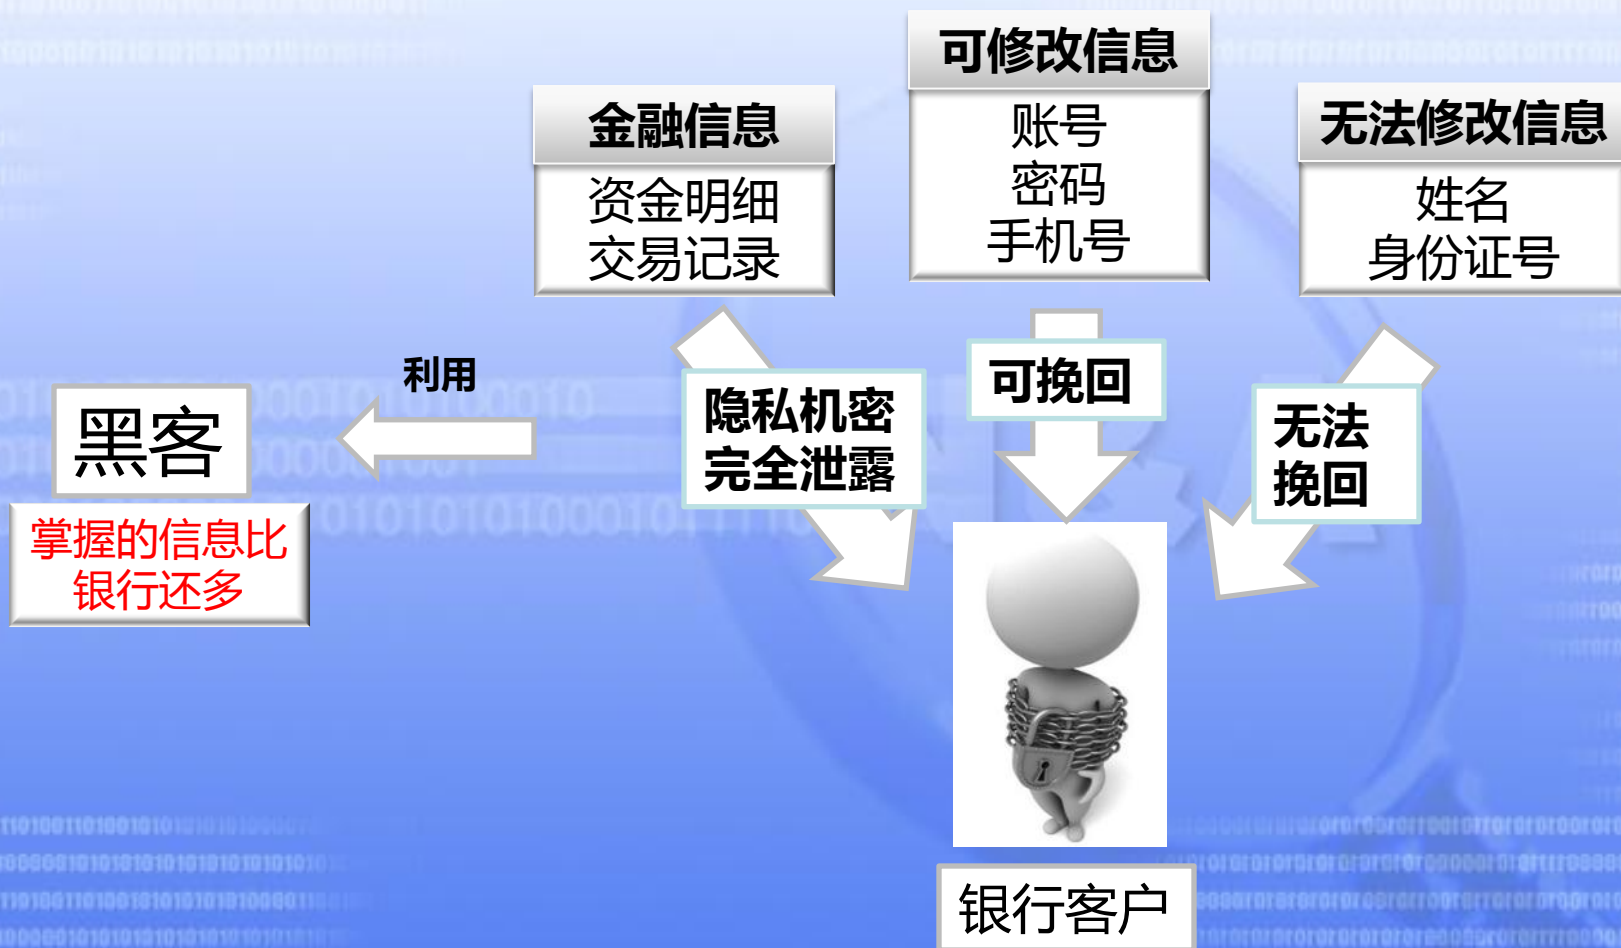 可修改信息
账号
密码
手机号
金融信息
资金明细
交易记录
无法修改信息
姓名
身份证号
利用
黑客
掌握的信息比
银行还多
隐私机密
完全泄露
可挽回
无法
挽回
银行客户